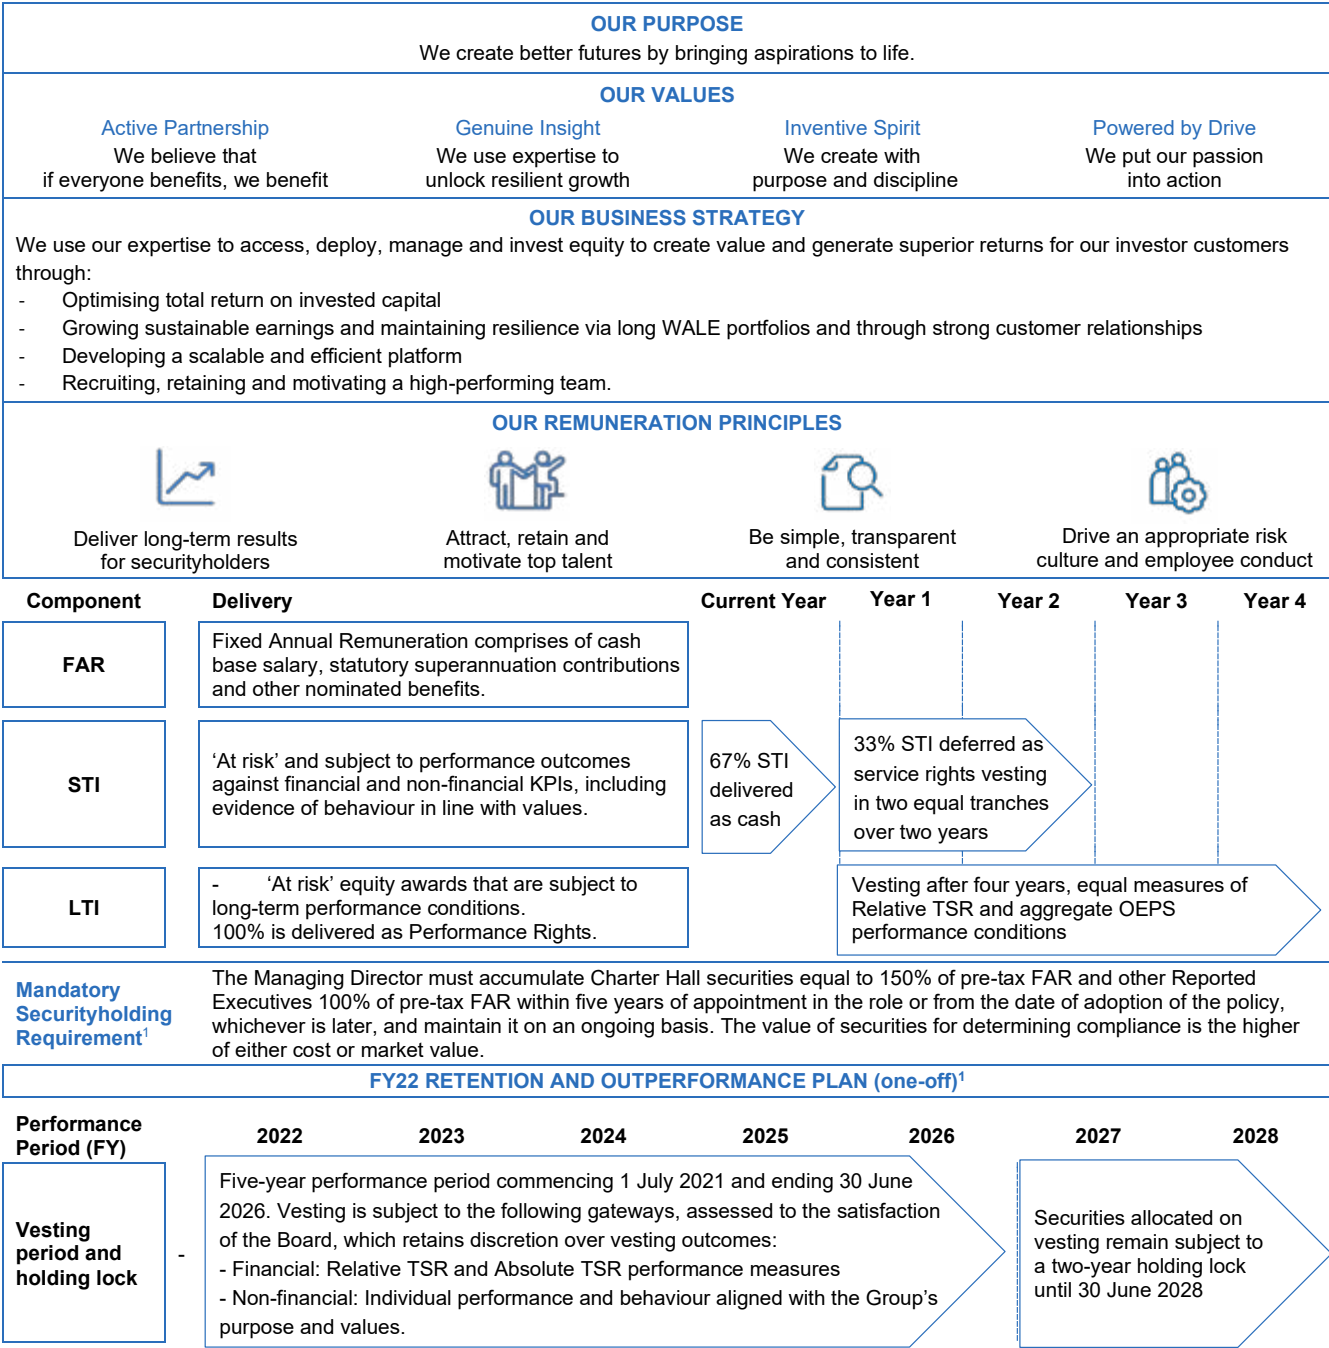 OUR PURPOSE
We create better futures by bringing aspirations to life.
OUR VALUES
Active Partnership
We believe that
if everyone benefits, we benefit
Genuine Insight
We use expertise to
unlock resilient growth
Inventive Spirit
We create with
purpose and discipline
Powered by Drive
We put our passion
into action
OUR BUSINESS STRATEGY
We use our expertise to access, deploy, manage and invest equity to create value and generate superior returns for our investor customers
through:
- Optimising total return on invested capital
- Growing sustainable earnings and maintaining resilience via long WALE portfolios and through strong customer relationships
- Developing a scalable and efficient platform
- Recruiting, retaining and motivating a high-performing team.
OUR REMUNERATION PRINCIPLES
Deliver long-term results
for securityholders
Attract, retain and
motivate top talent
Be simple, transparent
and consistent
Drive an appropriate risk
culture and employee conduct
Component Delivery Current Year Year 1 Year 2 Year 3 Year 4
FAR
Fixed Annual Remuneration comprises of cash
base salary, statutory superannuation contributions
and other nominated benefits.
STI
‘At risk’ and subject to performance outcomes
against financial and non-financial KPIs, including
evidence of behaviour in line with values.
67% STI
delivered
as cash
33% STI deferred as
service rights vesting
in two equal tranches
over two years
LTI
- ‘At risk’ equity awards that are subject to
long-term performance conditions.
100% is delivered as Performance Rights.
Vesting after four years, equal measures of
Relative TSR and aggregate OEPS
performance conditions
Mandatory
Securityholding
Requirement1
The Managing Director must accumulate Charter Hall securities equal to 150% of pre-tax FAR and other Reported
Executives 100% of pre-tax FAR within five years of appointment in the role or from the date of adoption of the policy,
whichever is later, and maintain it on an ongoing basis. The value of securities for determining compliance is the higher
of either cost or market value.
FY22 RETENTION AND OUTPERFORMANCE PLAN (one-off)1
Performance
Period (FY)
2022 2023 2024 2025 2026 2027 2028
Vesting
period and
holding lock
-
Five-year performance period commencing 1 July 2021 and ending 30 June
2026. Vesting is subject to the following gateways, assessed to the satisfaction
of the Board, which retains discretion over vesting outcomes:
- Financial: Relative TSR and Absolute TSR performance measures
- Non-financial: Individual performance and behaviour aligned with the Group’s
purpose and values.
Securities allocated on
vesting remain subject to
a two-year holding lock
until 30 June 2028